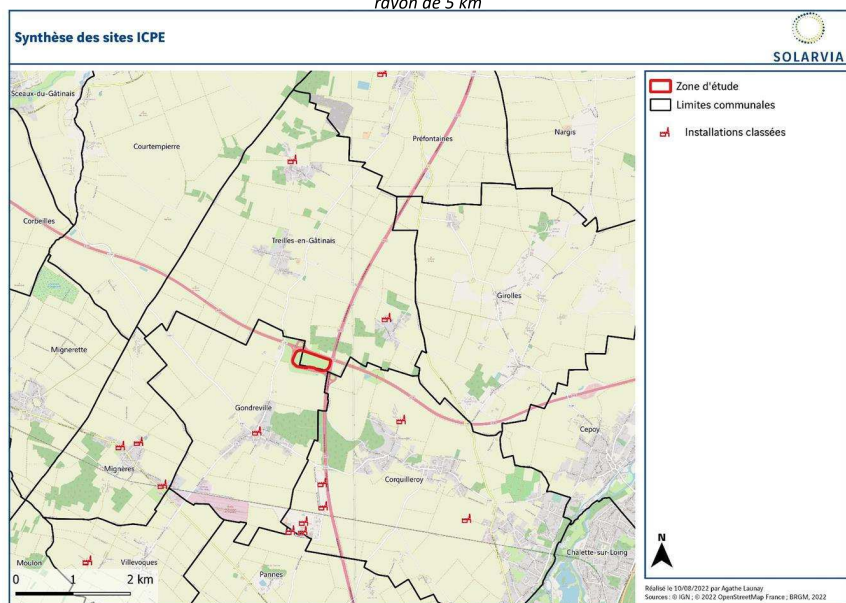 rayon de 5 km
Synthèse des sites ICPE
SOLARVIA
Zone d'étude
Limites communales
Installations classées
Sceaux-du-Gâtinais
Courtempierre
Préfontaines
Nargis
Corbeilles
Treilles-en-Gâtinais
Girolles
Mignerette
Gondreville
Cepoy
Mignères
Corquilleroy
Chalette-sur-Loing
Moulon
Villevoques
Pannes
0 1 2 km
N
Réalisé le 10/08/2022 par Agathe Launay
Sources : © IGN ; © 2022 OpenStreetMap France ; BRGM, 2022